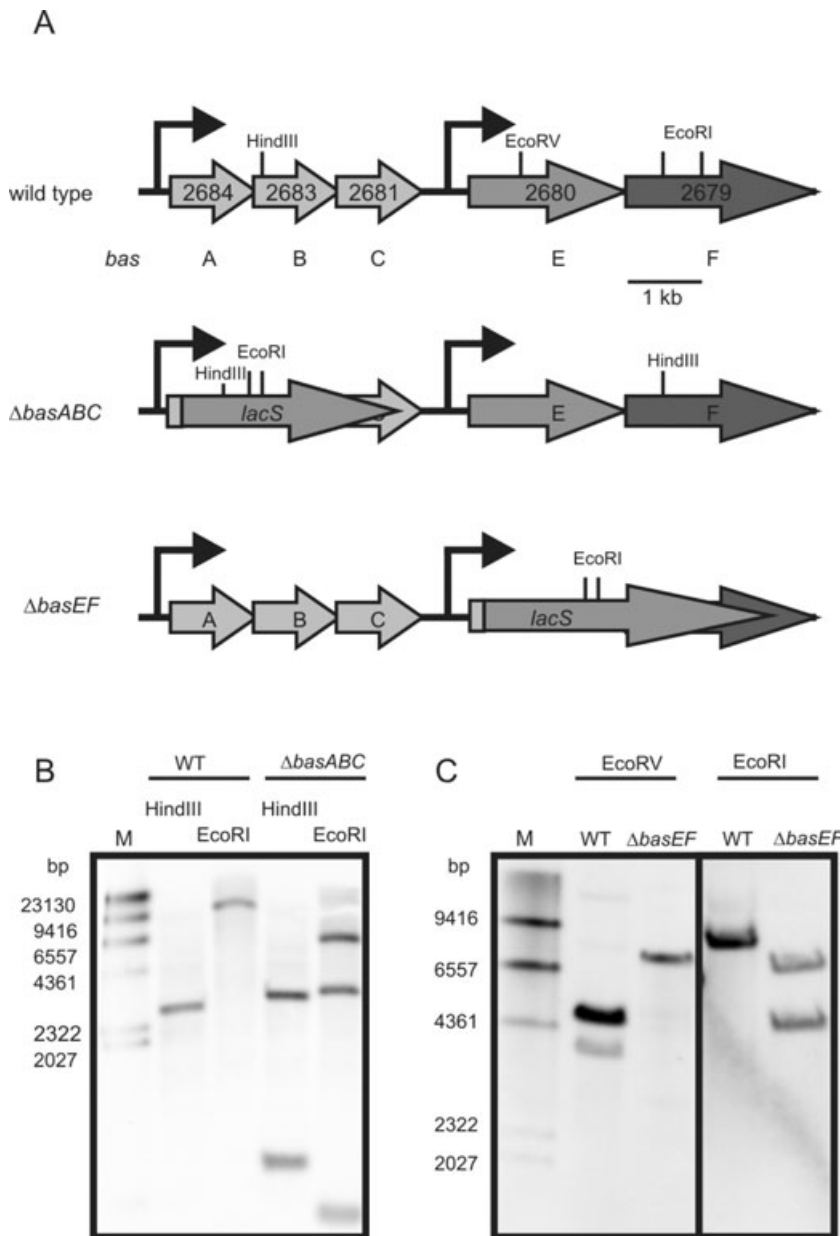 A
HindIII
EcoRV
EcoRI
wild type
2684
2683
2681
2680
2679
bas
A
B
C
E
F
1 kb
EcoRI
HindIII
HindIII
ΔbasABC
lacS
E
F
EcoRI
ΔbasEF
A
B
C
lacS
B
WT
ΔbasABC
HindIII
HindIII
M
EcoRI
EcoRI
bp
23130
9416
6557
4361
2322
2027
C
EcoRV
EcoRI
M
WT
ΔbasEF
WT
ΔbasEF
bp
9416
6557
4361
2322
2027